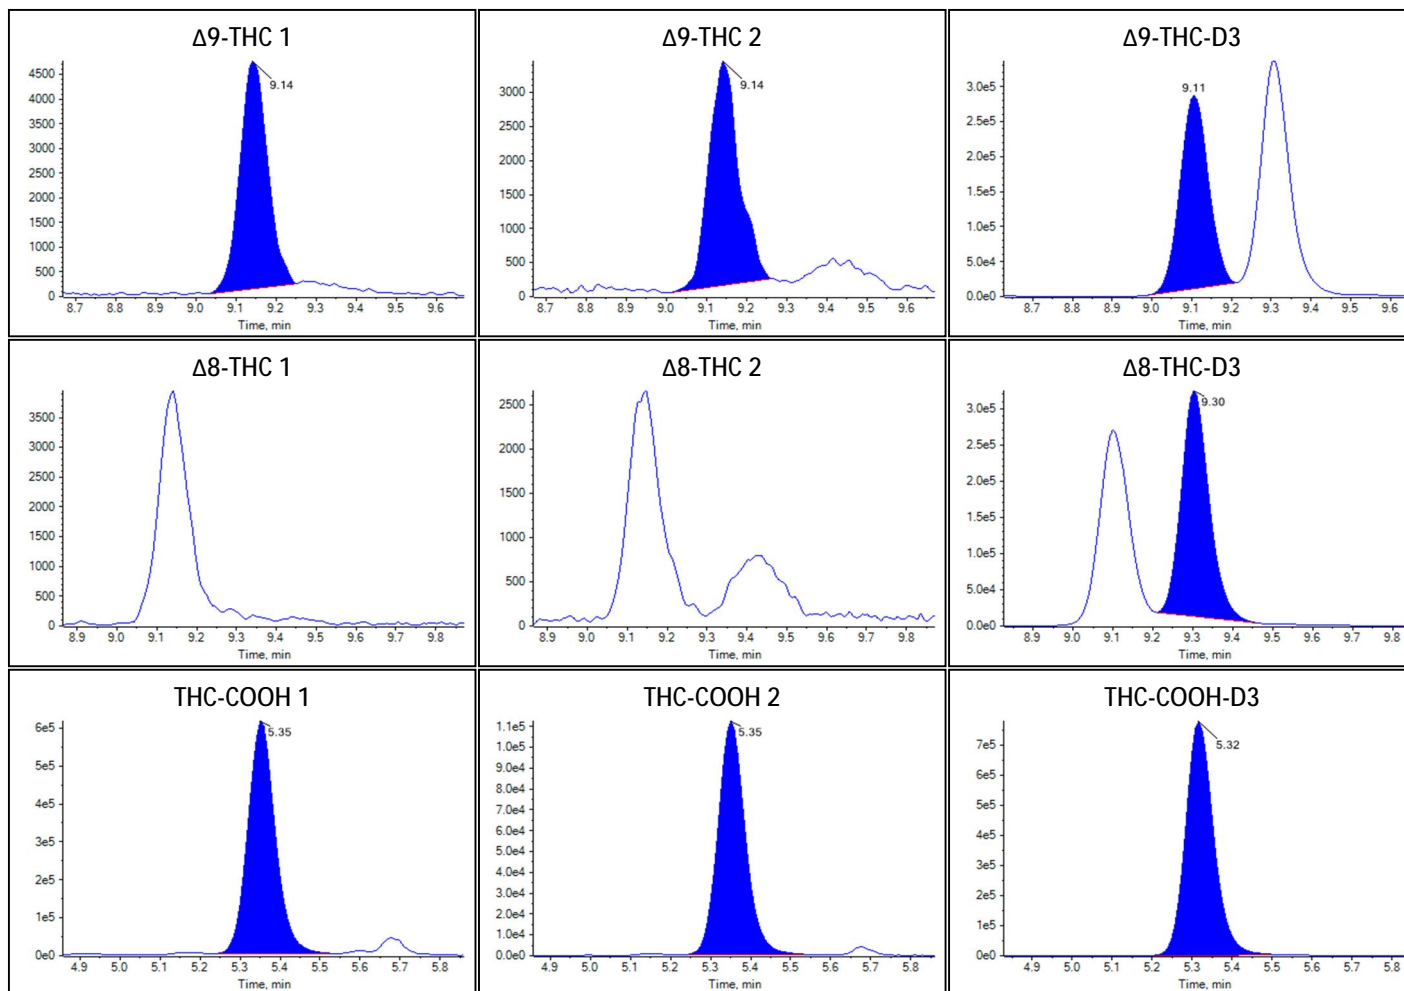 Δ9-THC 1
4500
4000
3500
3000
2500
2000
1500
1000
500
0
9.14
8.7 8.8 8.9 9.0 9.1 9.2 9.3 9.4 9.5 9.6
Time, min
Δ9-THC 2
3000
2500
2000
1500
1000
500
0
9.14
8.7 8.8 8.9 9.0 9.1 9.2 9.3 9.4 9.5 9.6
Time, min
Δ9-THC-D3
3.0e5
2.5e5
2.0e5
1.5e5
1.0e5
5.0e4
0.0e0
9.11
8.7 8.8 8.9 9.0 9.1 9.2 9.3 9.4 9.5 9.6
Time, min
Δ8-THC 1
3500
3000
2500
2000
1500
1000
500
0
8.9 9.0 9.1 9.2 9.3 9.4 9.5 9.6 9.7 9.8
Time, min
Δ8-THC 2
2500
2000
1500
1000
500
0
8.9 9.0 9.1 9.2 9.3 9.4 9.5 9.6 9.7 9.8
Time, min
Δ8-THC-D3
3.0e5
2.5e5
2.0e5
1.5e5
1.0e5
5.0e4
0.0e0
9.30
8.9 9.0 9.1 9.2 9.3 9.4 9.5 9.6 9.7 9.8
Time, min
THC-COOH 1
6e5
5e5
4e5
3e5
2e5
1e5
0e0
5.35
4.9 5.0 5.1 5.2 5.3 5.4 5.5 5.6 5.7 5.8
Time, min
THC-COOH 2
1.1e5
1.0e5
9.0e4
8.0e4
7.0e4
6.0e4
5.0e4
4.0e4
3.0e4
2.0e4
1.0e4
0.0e0
5.35
4.9 5.0 5.1 5.2 5.3 5.4 5.5 5.6 5.7 5.8
Time, min
THC-COOH-D3
7e5
6e5
5e5
4e5
3e5
2e5
1e5
0e0
5.32
4.9 5.0 5.1 5.2 5.3 5.4 5.5 5.6 5.7 5.8
Time, min